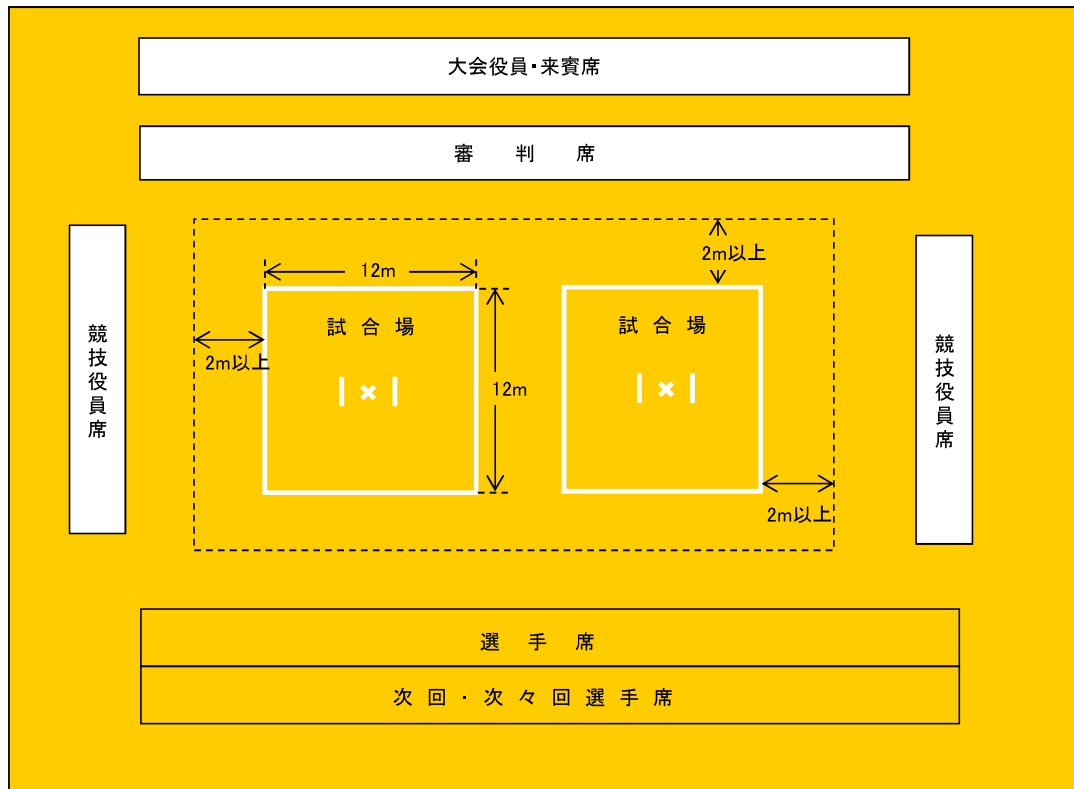 大会役員・来賓席
審判席
競技役員席
2m以上
12m
試合場
試合場
2m以上
12m
競技役員席
2m以上
選手席
次回・次々回選手席